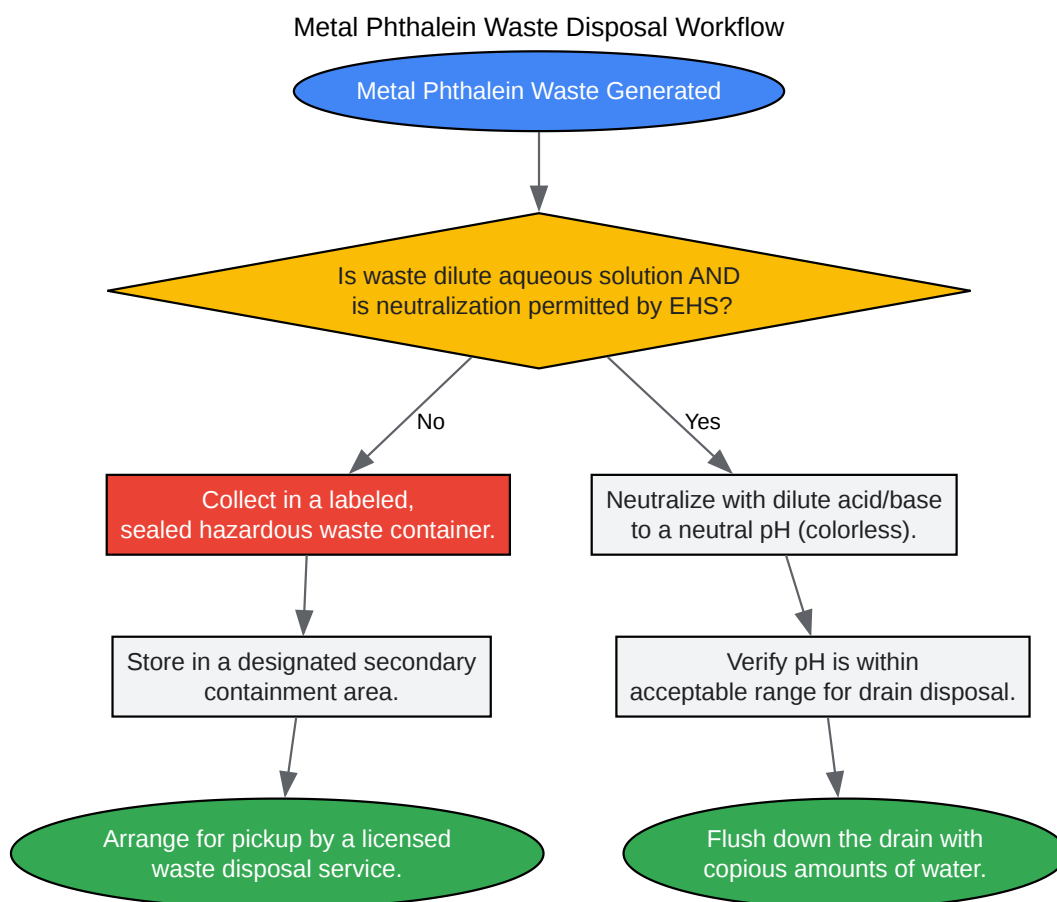 Metal Phthalein Waste Disposal Workflow
Metal Phthalein Waste Generated
Is waste dilute aqueous solution AND
is neutralization permitted by EHS?
No
Yes
Collect in a labeled,
sealed hazardous waste container.
Neutralize with dilute acid/base
to a neutral pH (colorless).
Store in a designated secondary
containment area.
Verify pH is within
acceptable range for drain disposal.
Arrange for pickup by a licensed
waste disposal service.
Flush down the drain with
copious amounts of water.